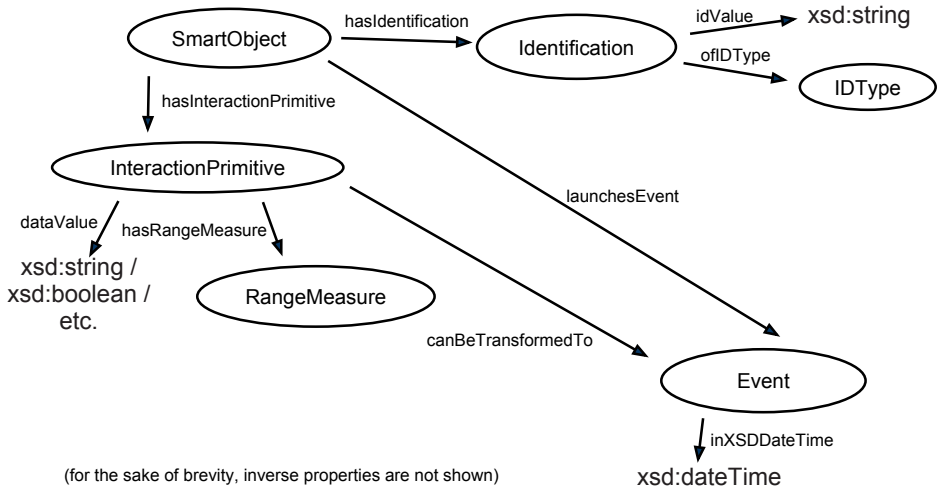 SmartObject
hasIdentification
Identification
idValue
xsd:string
ofIDType
IDType
hasInteractionPrimitive
InteractionPrimitive
launchesEvent
dataValue
hasRangeMeasure
xsd:string /
xsd:boolean /
etc.
RangeMeasure
canBeTransformedTo
Event
inXSDDateTime
(for the sake of brevity, inverse properties are not shown)
xsd:dateTime